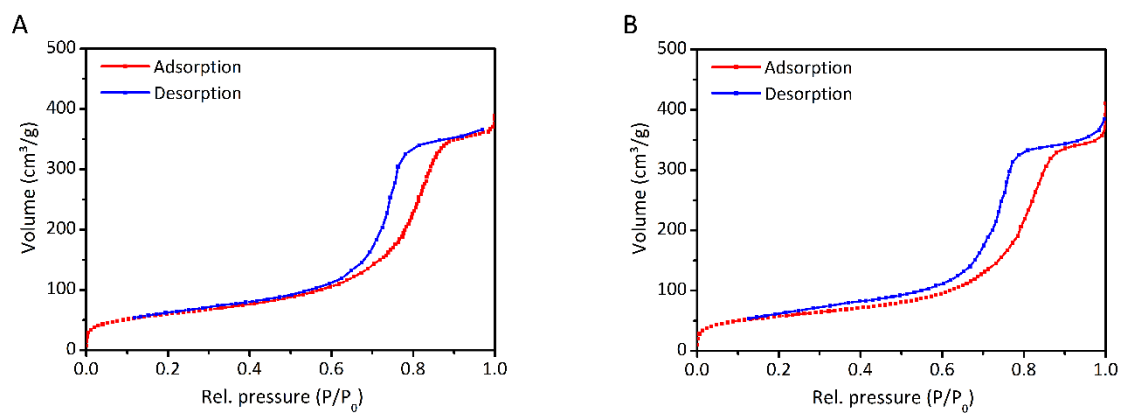 A
500
400
300
200
100
0
Volume (cm³/g)
Adsorption
Desorption
0.0 0.2 0.4 0.6 0.8 1.0
Rel. pressure (P/P₀)
B
500
400
300
200
100
0
Volume (cm³/g)
Adsorption
Desorption
0.0 0.2 0.4 0.6 0.8 1.0
Rel. pressure (P/P₀)